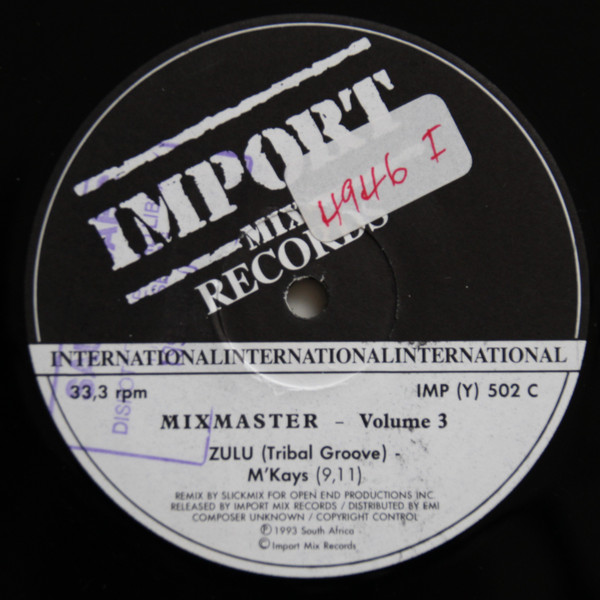 IMPORT
4946 I
MIX
RECORDS
INTERNATIONALINTERNATIONALINTERNATIONAL
33,3 rpm
IMP (Y) 502 C
MIXMASTER - Volume 3
ZULU (Tribal Groove) -
M'Kays (9,11)
REMIX BY SLICKMIX FOR OPEN END PRODUCTIONS INC.
RELEASED BY IMPORT MIX RECORDS / DISTRIBUTED BY EMI
COMPOSER UNKNOWN / COPYRIGHT CONTROL
Ⓟ1993 South Africa
©Import Mix Records